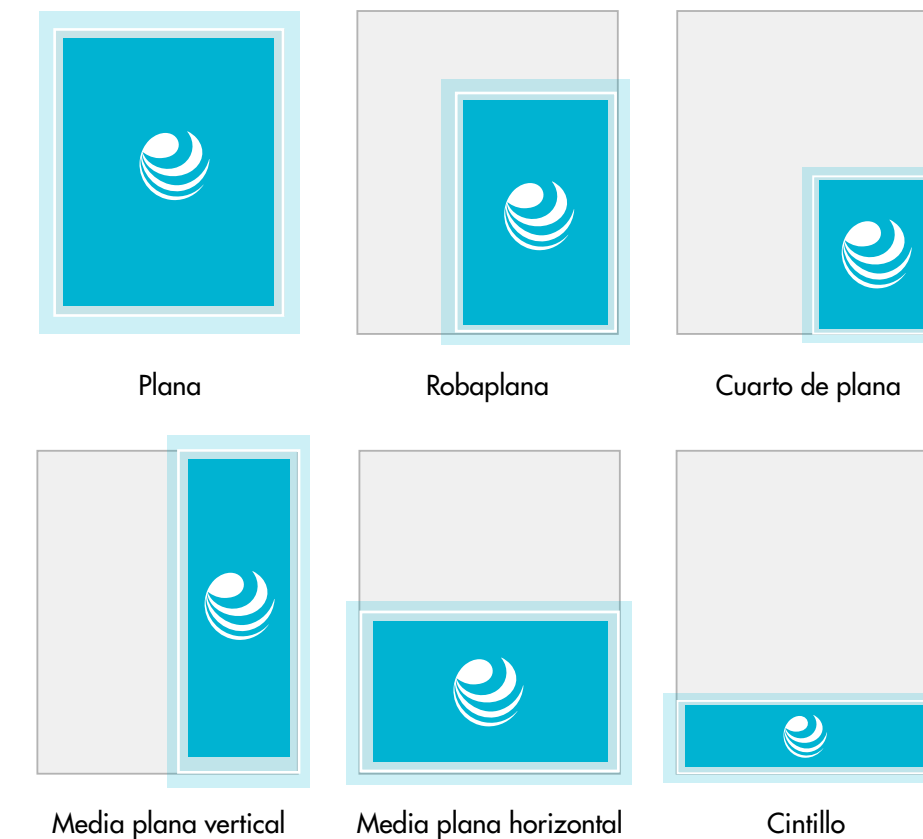 Plana
Robaplana
Cuarto de plana
Media plana vertical
Media plana horizontal
Cintillo